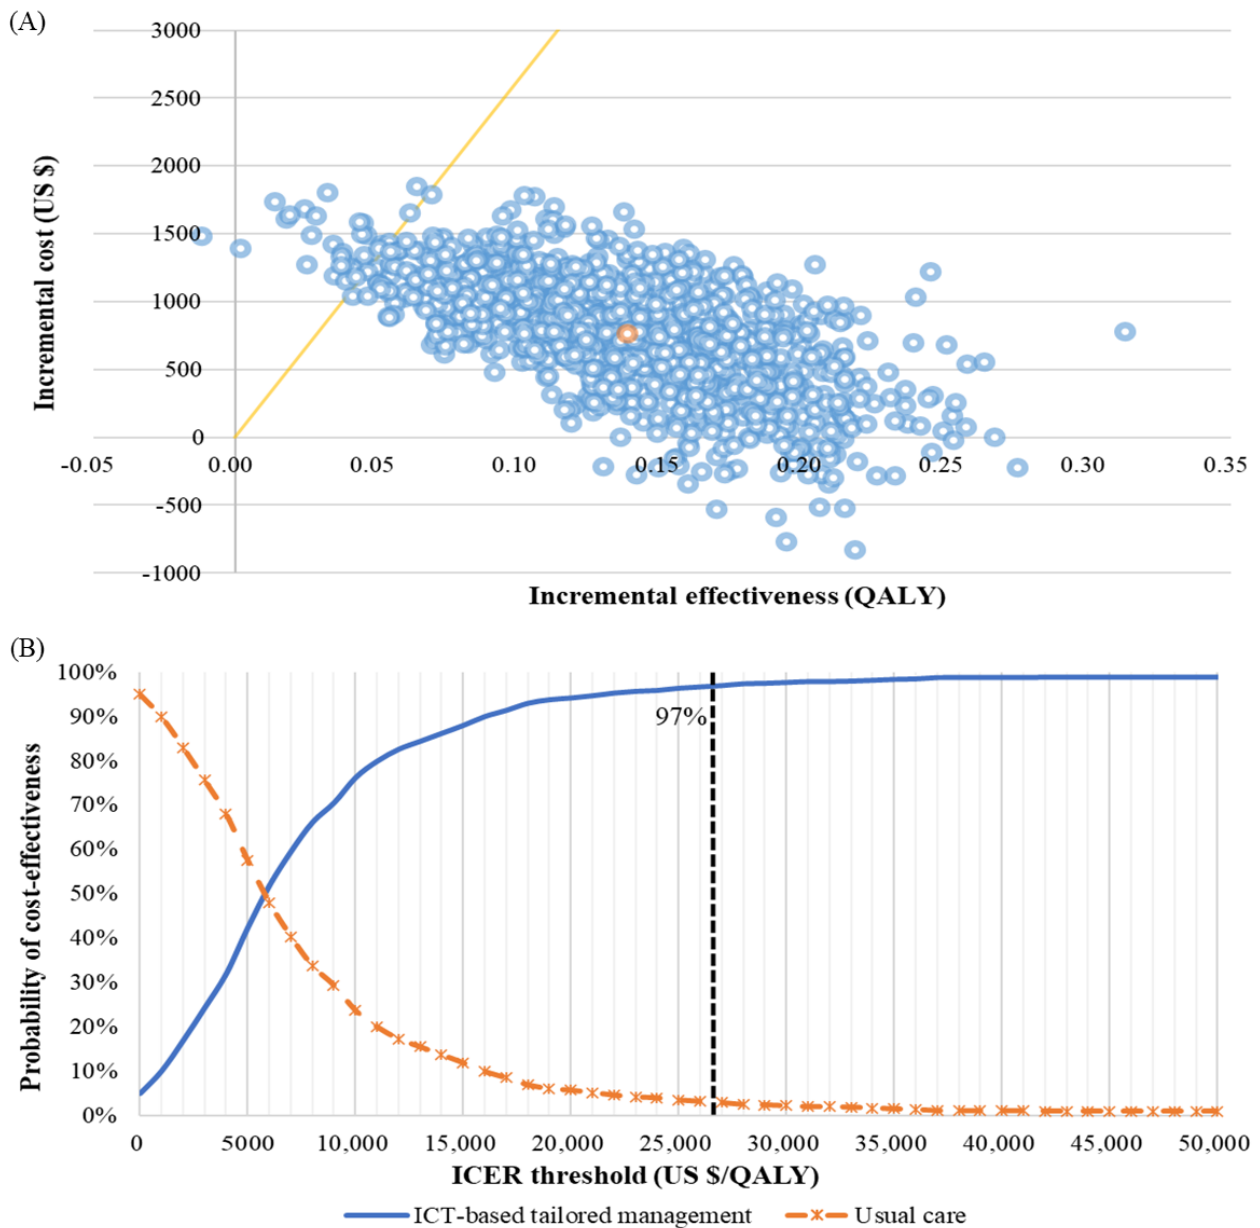 (A)
3000
2500
2000
1500
1000
500
0
-500
-1000
Incremental cost (US $)
-0.05 0.00 0.05 0.10 0.15 0.20 0.25 0.30 0.35
Incremental effectiveness (QALY)
(B)
100%
90%
80%
70%
60%
50%
40%
30%
20%
10%
0%
Probability of cost-effectiveness
97%
0 5000 10,000 15,000 20,000 25,000 30,000 35,000 40,000 45,000 50,000
ICER threshold (US $/QALY)
ICT-based tailored management Usual care